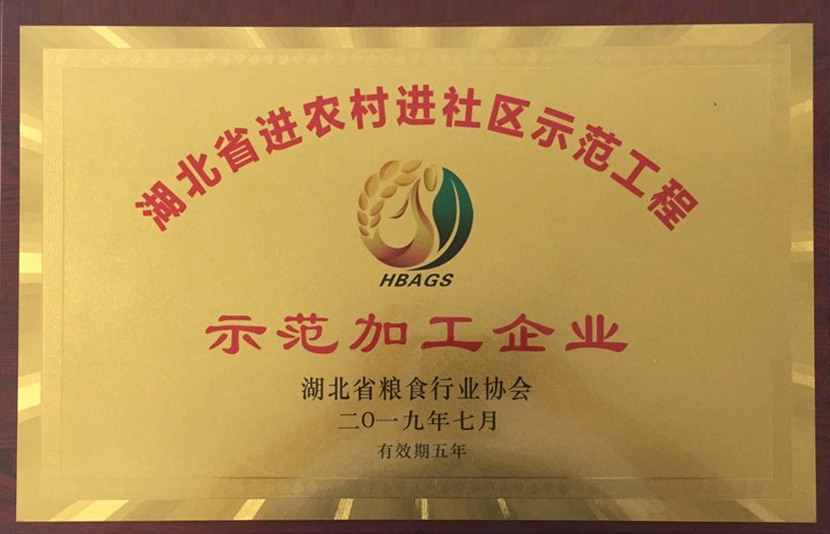 湖北省进农村进社区示范工程
HBAGS
示范加工企业
湖北省粮食行业协会
二O一九年七月
有效期五年